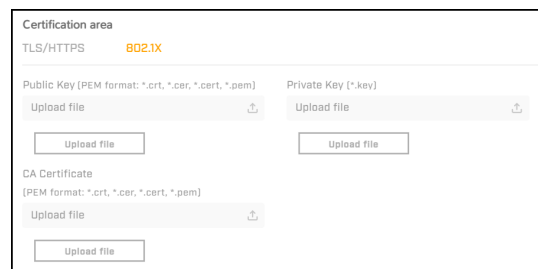 Certification area
TLS/HTTPS 802.1X
Public Key (PEM format: *.crt, *.cer, *.cert, *.pem) Private Key (*.key)
Upload file Upload file
Upload file Upload file
CA Certificate
(PEM format: *.crt, *.cer, *.cert, *.pem)
Upload file
Upload file